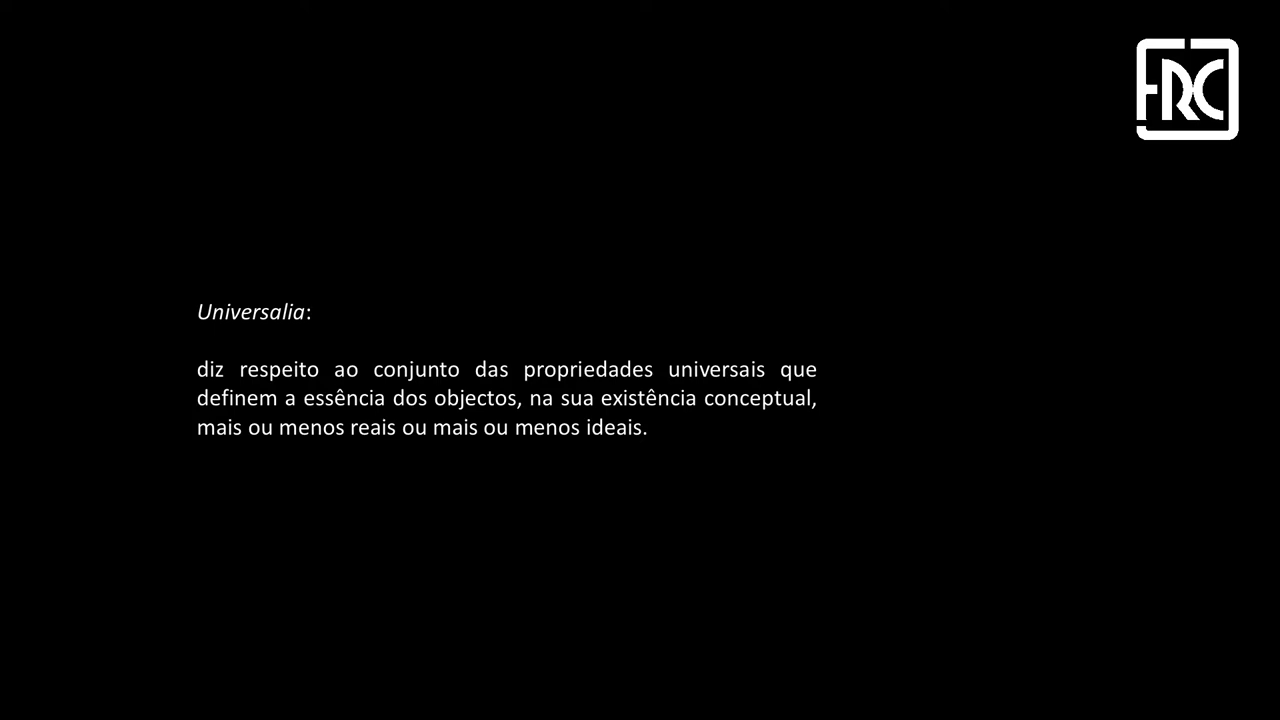 FRC
Universalia:
diz respeito ao conjunto das propriedades universais que
definem a essência dos objectos, na sua existência conceptual,
mais ou menos reais ou mais ou menos ideais.